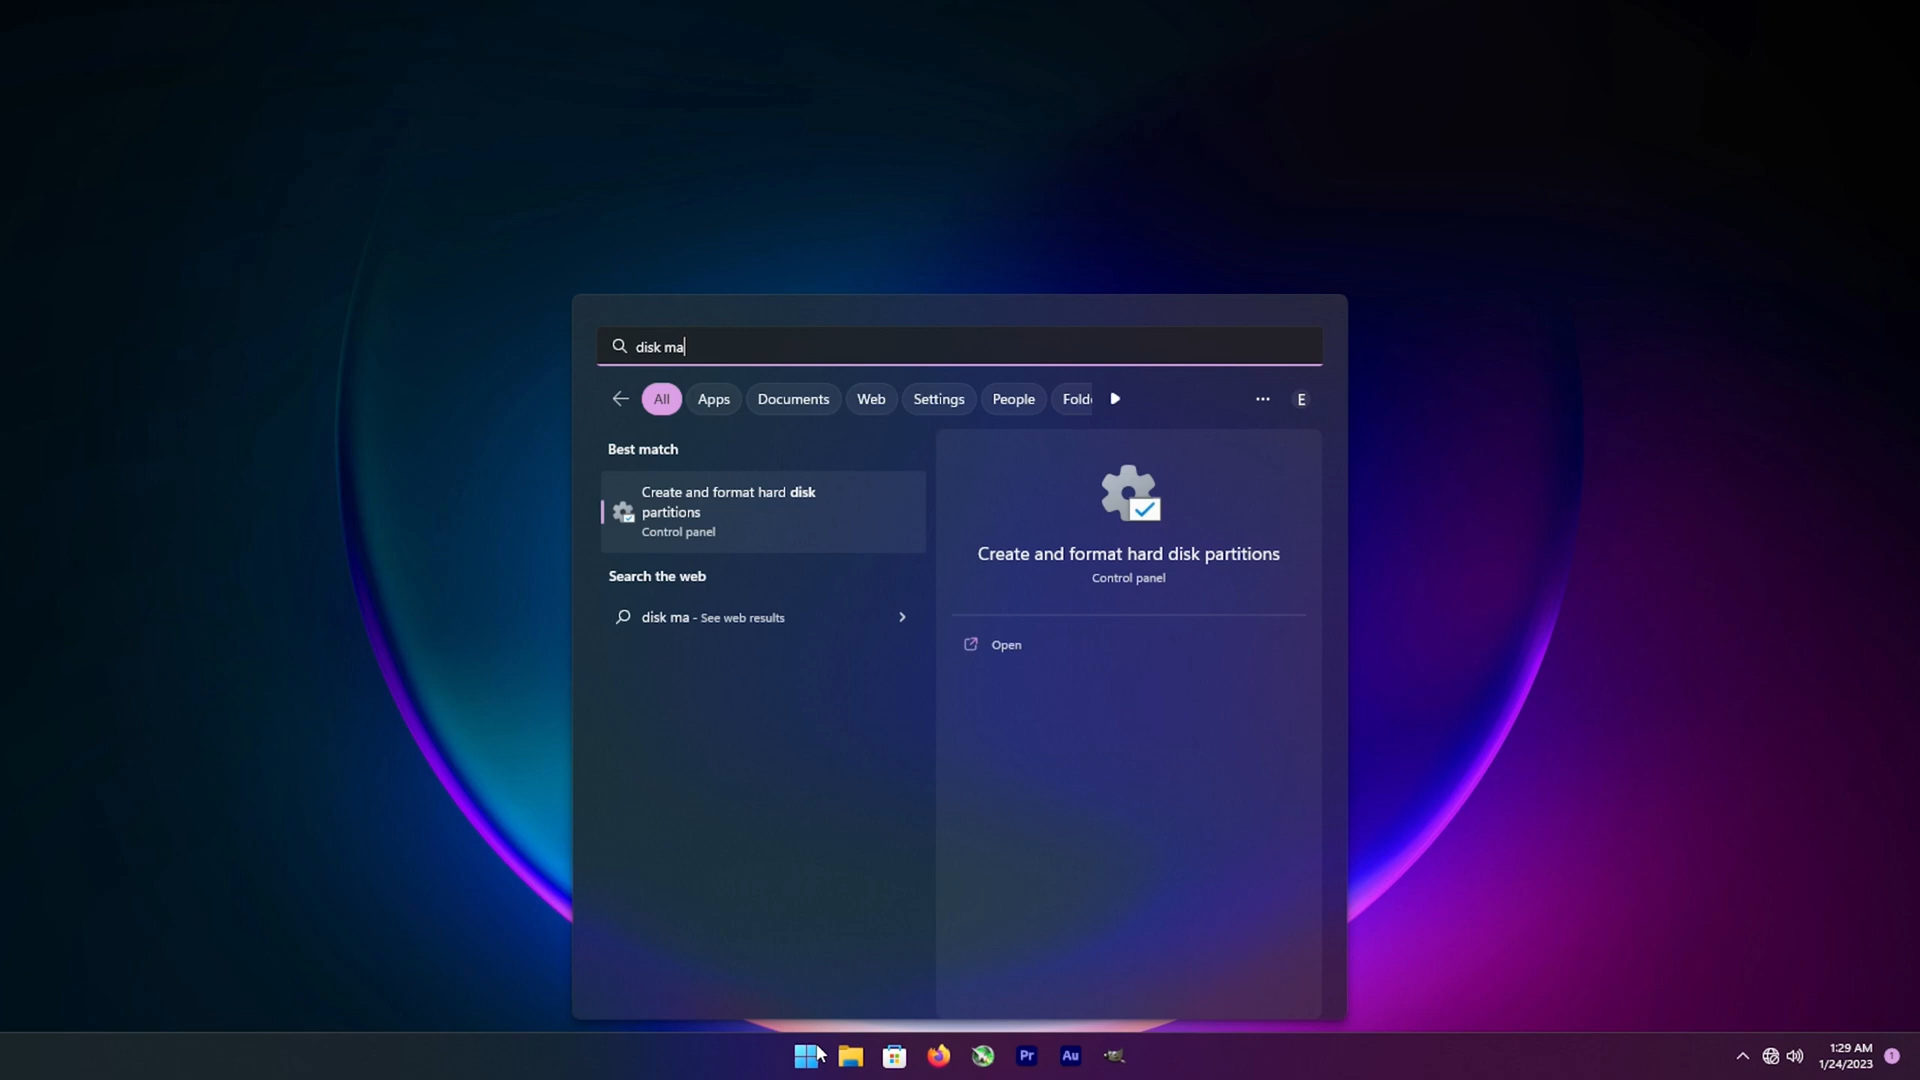 disk ma
All Apps Documents Web Settings People Fold E
Best match
Create and format hard disk
partitions
Control panel
Search the web
disk ma - See web results
Create and format hard disk partitions
Control panel
Open
Pr Au
1:29 AM
1/24/2023
1